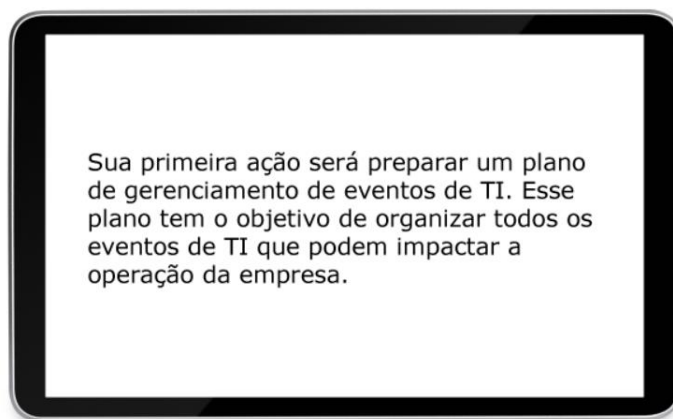 Sua primeira ação será preparar um plano
de gerenciamento de eventos de TI. Esse
plano tem o objetivo de organizar todos os
eventos de TI que podem impactar a
operação da empresa.